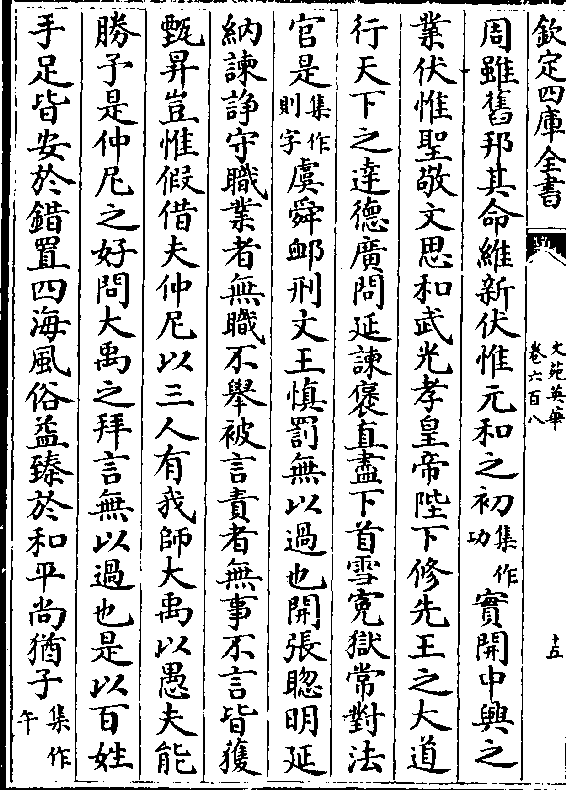 欽定四庫全書
文苑英華
卷六百八
十五
周雖舊邦其命維新伏惟元和之初集作功實開中興之
業伏惟聖敬文思和武光孝皇帝陛下修先王之大道
行天下之逹德廣問延諫褒直盡下首雪寃獄常對法
官是集作則字虞舜䘏刑文王慎罰無以過也開張聦明延
納諫諍守職業者無職不舉被言責者無事不言皆獲
甄昇豈惟假借夫仲尼以三人有我師大禹以愚夫能
勝予是仲尼之好問大禹之拜言無以過也是以百姓
手足皆安於錯置四海風俗益臻於和平尚猶子集作午